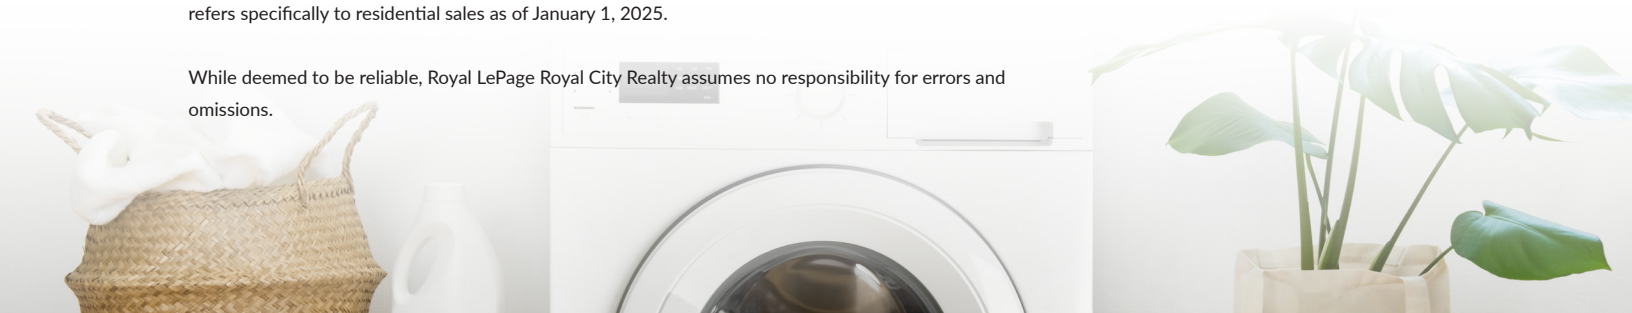 refers specifically to residential sales as of January 1, 2025.
While deemed to be reliable, Royal LePage Royal City Realty assumes no responsibility for errors and
omissions.